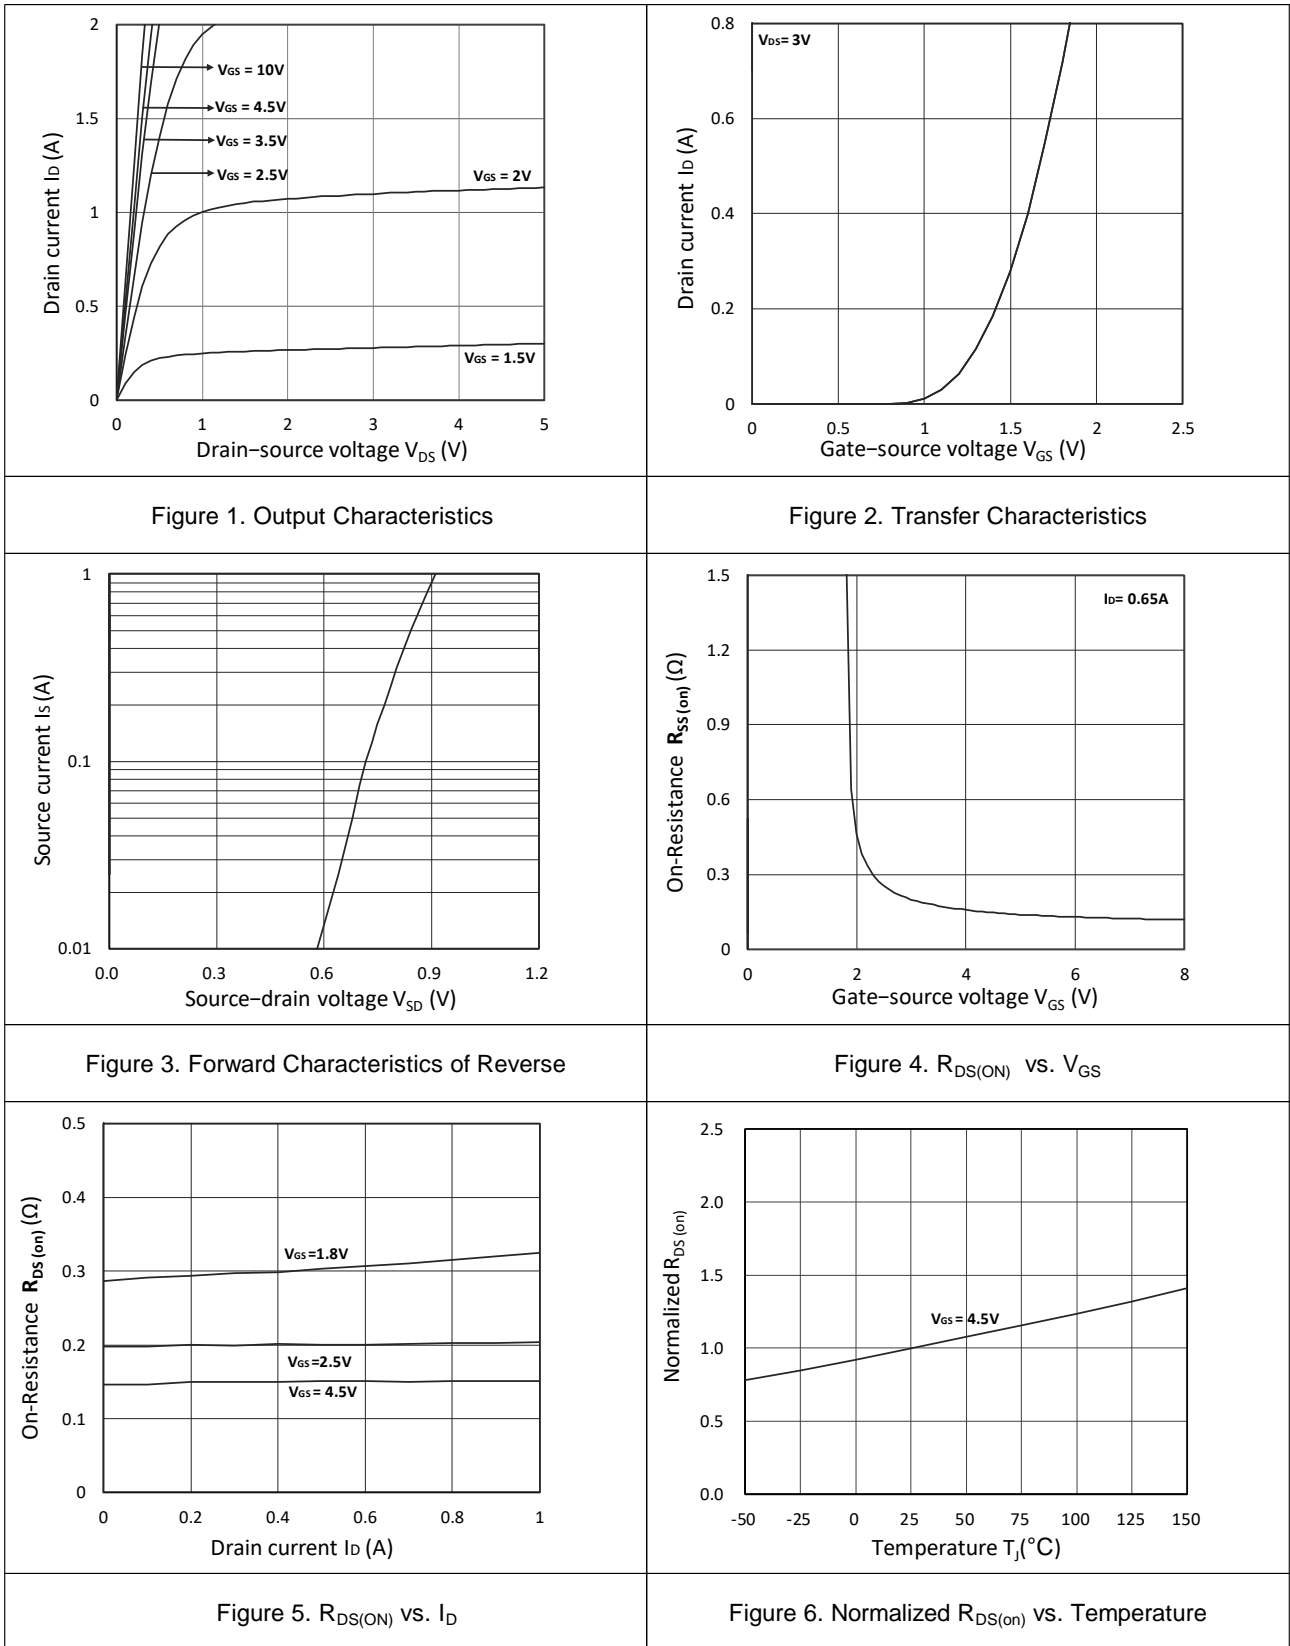 2
1.5
1
0.5
0
Drain current ID (A)
VGS = 10V
VGS = 4.5V
VGS = 3.5V
VGS = 2.5V
VGS = 2V
VGS = 1.5V
0 1 2 3 4 5
Drain−source voltage VDS (V)
Figure 1. Output Characteristics
0.8
0.6
0.4
0.2
0
Drain current ID (A)
VDS= 3V
0 0.5 1 1.5 2 2.5
Gate−source voltage VGS (V)
Figure 2. Transfer Characteristics
1
0.1
0.01
Source current IS (A)
0.0 0.3 0.6 0.9 1.2
Source−drain voltage VSD (V)
Figure 3. Forward Characteristics of Reverse
1.5
1.2
0.9
0.6
0.3
0
On-Resistance RSS(on) (Ω)
ID= 0.65A
0 2 4 6 8
Gate−source voltage VGS (V)
Figure 4. RDS(ON) vs. VGS
0.5
0.4
0.3
0.2
0.1
0
On-Resistance RDS(on) (Ω)
VGS=1.8V
VGS=2.5V
VGS= 4.5V
0 0.2 0.4 0.6 0.8 1
Drain current ID (A)
Figure 5. RDS(ON) vs. ID
2.5
2.0
1.5
1.0
0.5
0.0
Normalized RDS(on)
VGS= 4.5V
-50 -25 0 25 50 75 100 125 150
Temperature TJ(°C)
Figure 6. Normalized RDS(on) vs. Temperature